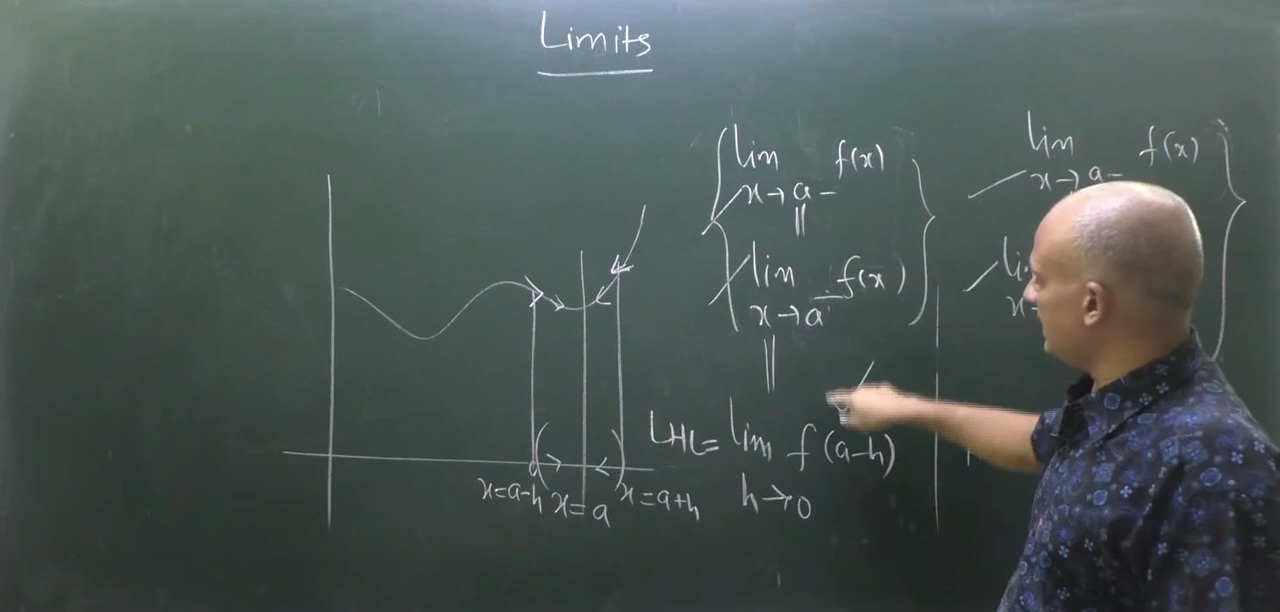 Limits
lim f(x)
x→a-
||
lim f(x)
x→a⁻
||
LHL= lim f(a-h)
h→0
lim f(x)
x→a-
x=a-h x=a x=a+h